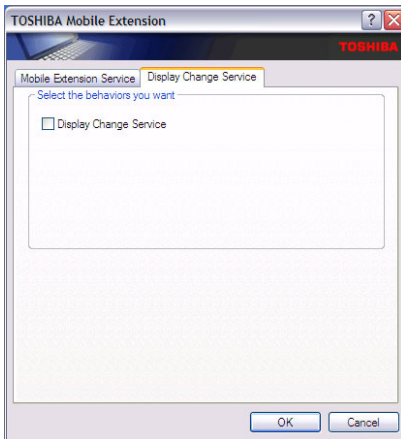 TOSHIBA Mobile Extension
TOSHIBA
Mobile Extension Service Display Change Service
Select the behaviors you want
Display Change Service
OK Cancel